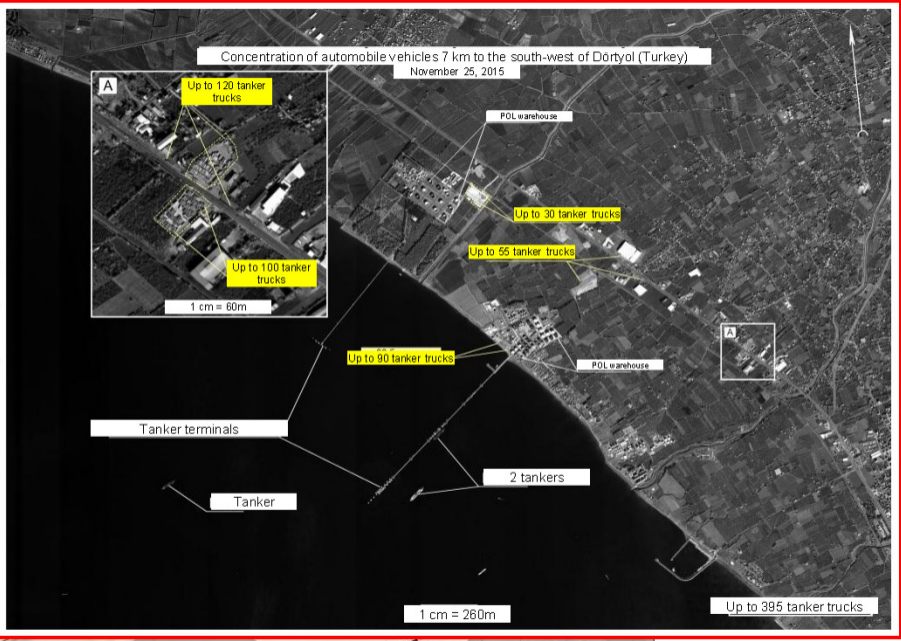 Concentration of automobile vehicles 7 km to the south-west of Dörtyol (Turkey)
November 25, 2015
A
Up to 120 tanker
trucks
Up to 100 tanker
trucks
1 cm = 60m
POL warehouse
Up to 30 tanker trucks
Up to 55 tanker trucks
A
Up to 90 tanker trucks
POL warehouse
Tanker terminals
2 tankers
Tanker
1 cm = 260m
Up to 395 tanker trucks